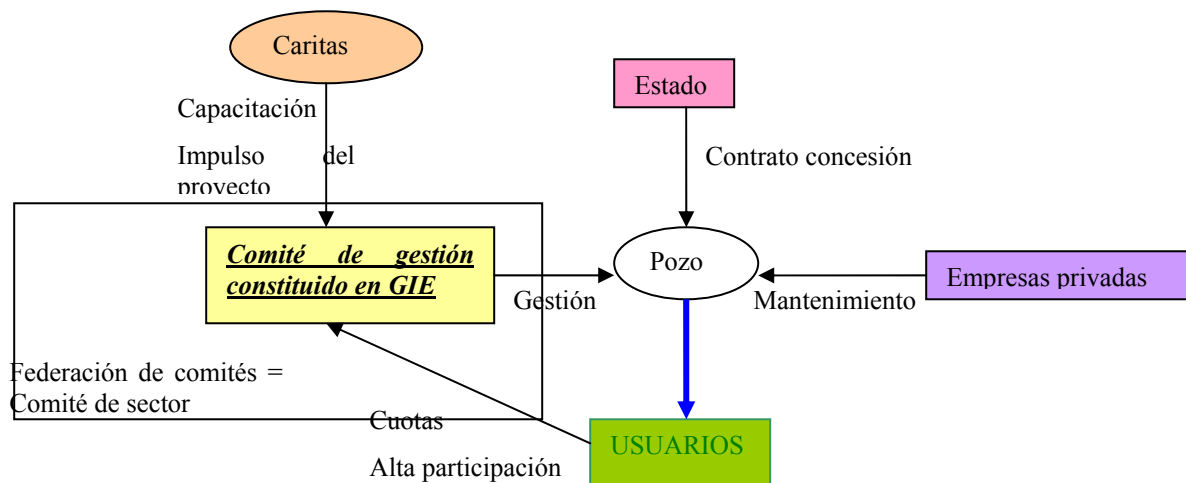 Caritas
Estado
Capacitación
Impulso del
proyecto
Contrato concesión
Comité de gestión
constituido en GIE
Pozo
Empresas privadas
Gestión
Mantenimiento
Federación de comités =
Comité de sector
Cuotas
Alta participación
USUARIOS